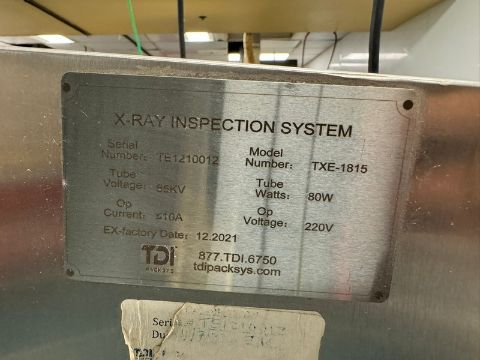 X-RAY INSPECTION SYSTEM
Serial Number: TE1210012
Model Number: TXE-1815
Tube Voltage: 85KV
Tube Watts: 80W
Op Current: ≤16A
Op Voltage: 220V
EX-factory Date: 12.2021
TDI
877.TDI.6750
tdipacksys.com
Serial